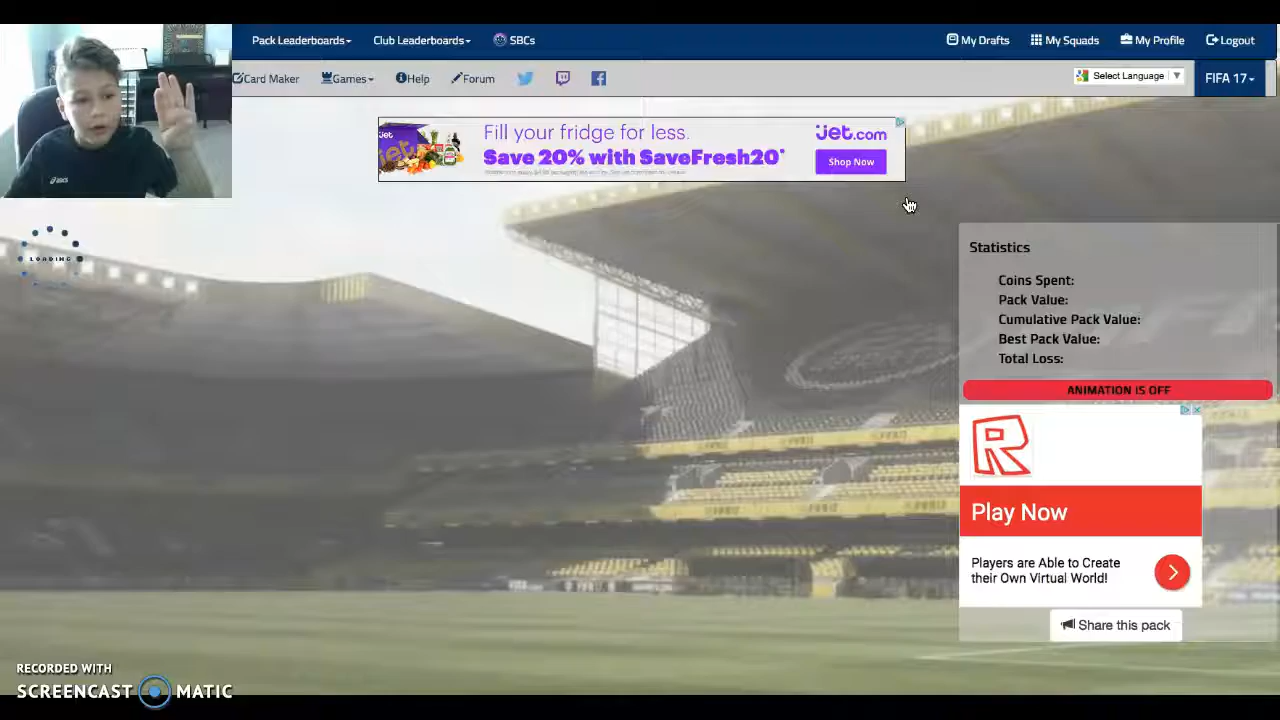 Pack Leaderboards
Club Leaderboards
SBCs
My Drafts
My Squads
My Profile
Logout
Card Maker
Games
Help
Forum
Select Language
FIFA 17
Jet
jet
Fill your fridge for less.
Save 20% with SaveFresh20*
Jet.com
Shop Now
asics
LOADING
Statistics
Coins Spent:
Pack Value:
Cumulative Pack Value:
Best Pack Value:
Total Loss:
ANIMATION IS OFF
R
Play Now
Players are Able to Create
their Own Virtual World!
Share this pack
RECORDED WITH
SCREENCAST MATIC